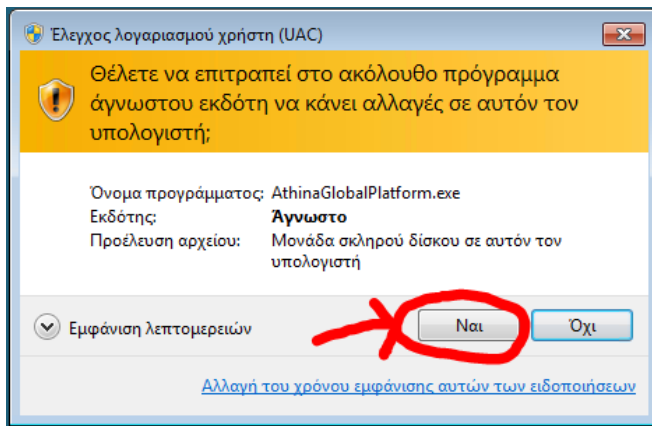 Έλεγχος λογαριασμού χρήστη (UAC)
Θέλετε να επιτραπεί στο ακόλουθο πρόγραμμα
άγνωστου εκδότη να κάνει αλλαγές σε αυτόν τον
υπολογιστή;
Όνομα προγράμματος: AthinaGlobalPlatform.exe
Εκδότης: Άγνωστο
Προέλευση αρχείου: Μονάδα σκληρού δίσκου σε αυτόν τον
υπολογιστή
Εμφάνιση λεπτομερειών Ναι Όχι
Αλλαγή του χρόνου εμφάνισης αυτών των ειδοποιήσεων